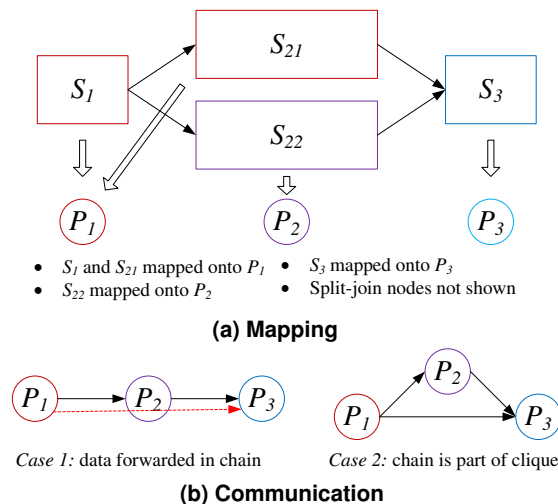 S21
S1
S3
S22
P1
P2
P3
• S1 and S21 mapped onto P1
• S3 mapped onto P3
• S22 mapped onto P2
• Split-join nodes not shown
(a) Mapping
P1
P2
P3
P2
P1
P3
Case 1: data forwarded in chain
Case 2: chain is part of clique
(b) Communication